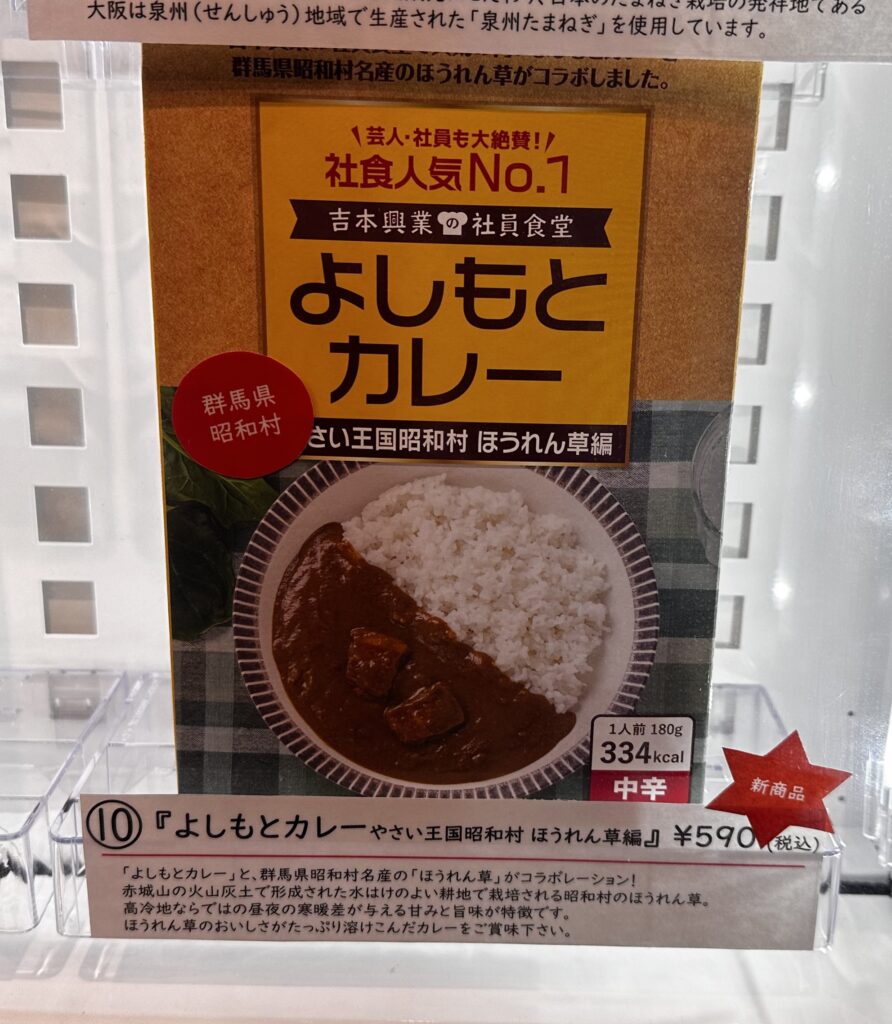 大阪は泉州(せんしゅう)地域で生産された「泉州たまねぎ」を使用しています。
群馬県昭和村名産のほうれん草がコラボしました。
芸人・社員も大絶賛!
社食人気No.1
吉本興業の社員食堂
よしもと
カレー
群馬県
昭和村
さい王国昭和村 ほうれん草編
1人前 180g
334kcal
中辛
新商品
⑩『よしもとカレーやさい王国昭和村 ほうれん草編』 ¥590(税込)
「よしもとカレー」と、群馬県昭和村名産の「ほうれん草」がコラボレーション!
赤城山の火山灰土で形成された水はけのよい耕地で栽培される昭和村のほうれん草。
高冷地ならではの昼夜の寒暖差が与える甘みと旨味が特徴です。
ほうれん草のおいしさがたっぷり溶けこんだカレーをご賞味下さい。